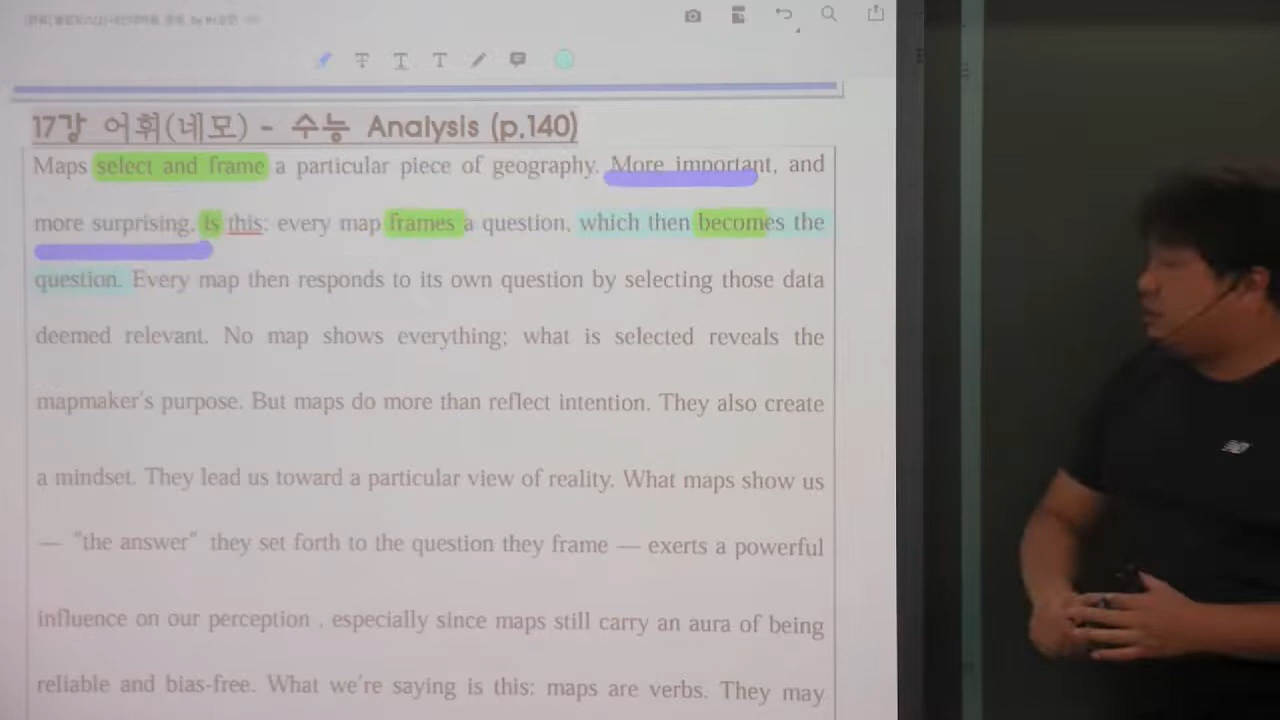 17강 어휘(네모) - 수능 Analysis (p.140)
Maps select and frame a particular piece of geography. More important, and
more surprising, is this: every map frames a question, which then becomes the
question. Every map then responds to its own question by selecting those data
deemed relevant. No map shows everything; what is selected reveals the
mapmaker's purpose. But maps do more than reflect intention. They also create
a mindset. They lead us toward a particular view of reality. What maps show us
— "the answer" they set forth to the question they frame — exerts a powerful
influence on our perception , especially since maps still carry an aura of being
reliable and bias-free. What we're saying is this: maps are verbs. They may